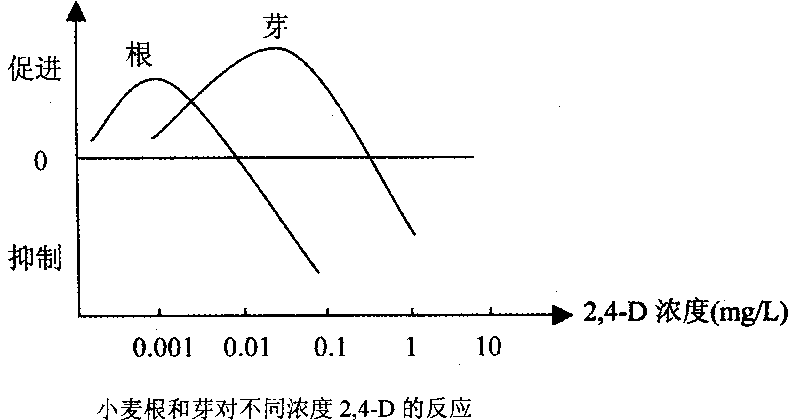 芽
根
促进
0
抑制
2,4-D 浓度(mg/L)
0.001 0.01 0.1 1 10
小麦根和芽对不同浓度 2,4-D 的反应